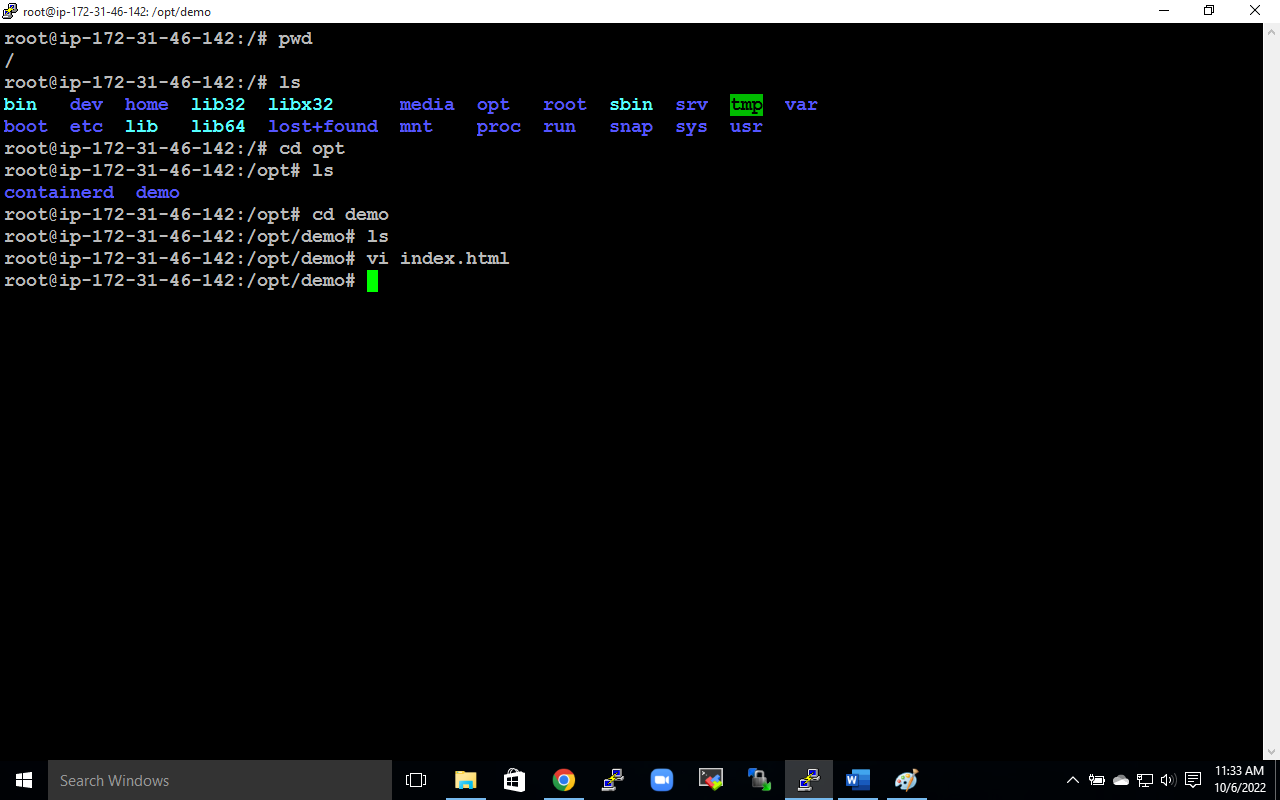 root@ip-172-31-46-142: /opt/demo
root@ip-172-31-46-142:/# pwd
/
root@ip-172-31-46-142:/# ls
bin   dev  home  lib32  libx32      media  opt   root  sbin  srv  tmp  var
boot  etc  lib   lib64  lost+found  mnt    proc  run   snap  sys  usr
root@ip-172-31-46-142:/# cd opt
root@ip-172-31-46-142:/opt# ls
containerd  demo
root@ip-172-31-46-142:/opt# cd demo
root@ip-172-31-46-142:/opt/demo# ls
root@ip-172-31-46-142:/opt/demo# vi index.html
root@ip-172-31-46-142:/opt/demo#
Search Windows
11:33 AM
10/6/2022